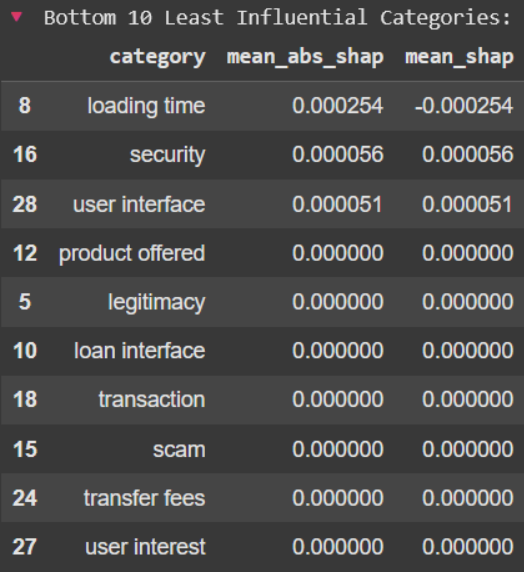 Bottom 10 Least Influential Categories:
category mean_abs_shap mean_shap
8 loading time 0.000254 -0.000254
16 security 0.000056 0.000056
28 user interface 0.000051 0.000051
12 product offered 0.000000 0.000000
5 legitimacy 0.000000 0.000000
10 loan interface 0.000000 0.000000
18 transaction 0.000000 0.000000
15 scam 0.000000 0.000000
24 transfer fees 0.000000 0.000000
27 user interest 0.000000 0.000000